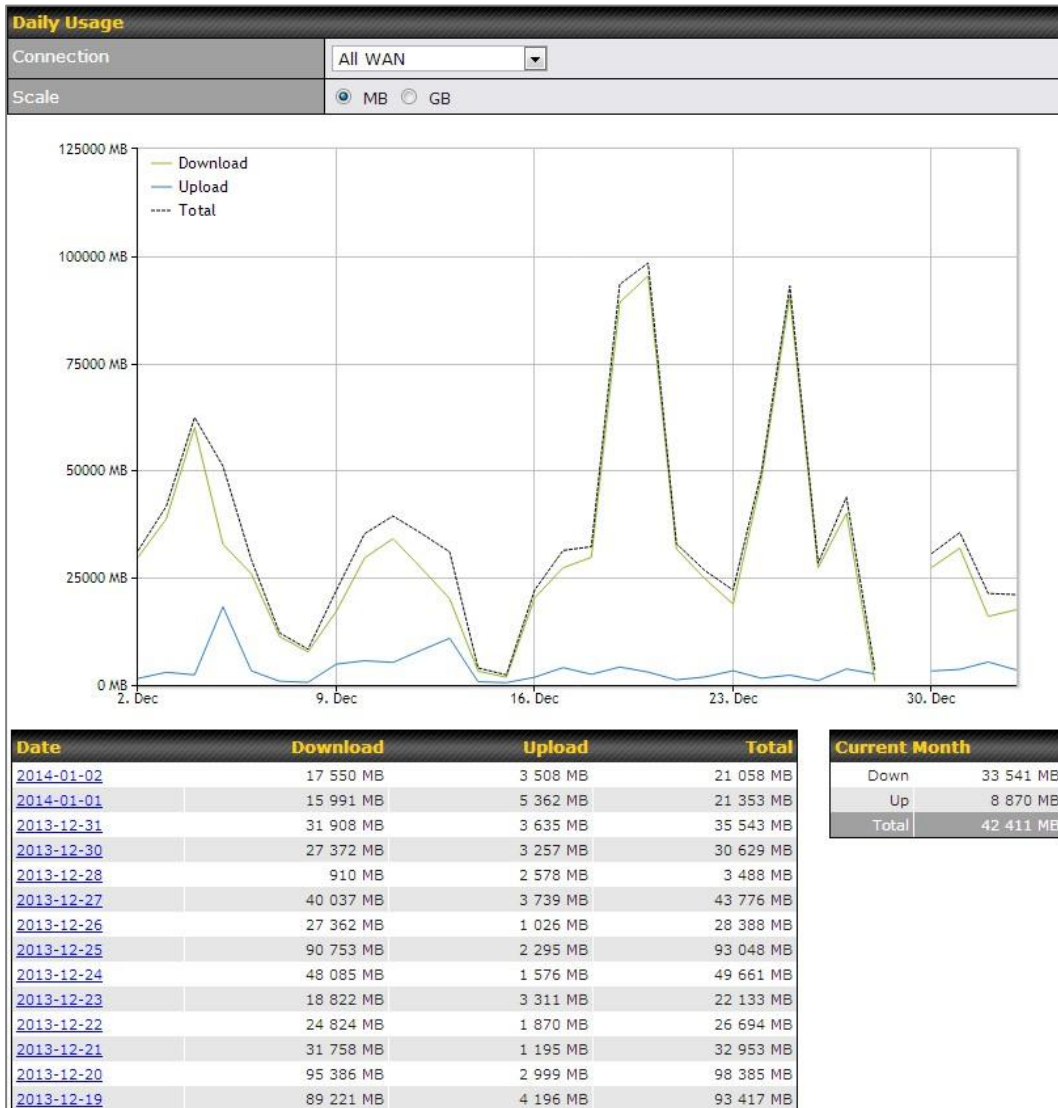 Daily Usage
Connection All WAN
Scale MB GB
125000 MB
Download
Upload
Total
100000 MB
75000 MB
50000 MB
25000 MB
0 MB
2. Dec 9. Dec 16. Dec 23. Dec 30. Dec
Date Download Upload Total
2014-01-02 17 550 MB 3 508 MB 21 058 MB
2014-01-01 15 991 MB 5 362 MB 21 353 MB
2013-12-31 31 908 MB 3 635 MB 35 543 MB
2013-12-30 27 372 MB 3 257 MB 30 629 MB
2013-12-28 910 MB 2 578 MB 3 488 MB
2013-12-27 40 037 MB 3 739 MB 43 776 MB
2013-12-26 27 362 MB 1 026 MB 28 388 MB
2013-12-25 90 753 MB 2 295 MB 93 048 MB
2013-12-24 48 085 MB 1 576 MB 49 661 MB
2013-12-23 18 822 MB 3 311 MB 22 133 MB
2013-12-22 24 824 MB 1 870 MB 26 694 MB
2013-12-21 31 758 MB 1 195 MB 32 953 MB
2013-12-20 95 386 MB 2 999 MB 98 385 MB
2013-12-19 89 221 MB 4 196 MB 93 417 MB
Current Month
Down 33 541 MB
Up 8 870 MB
Total 42 411 MB